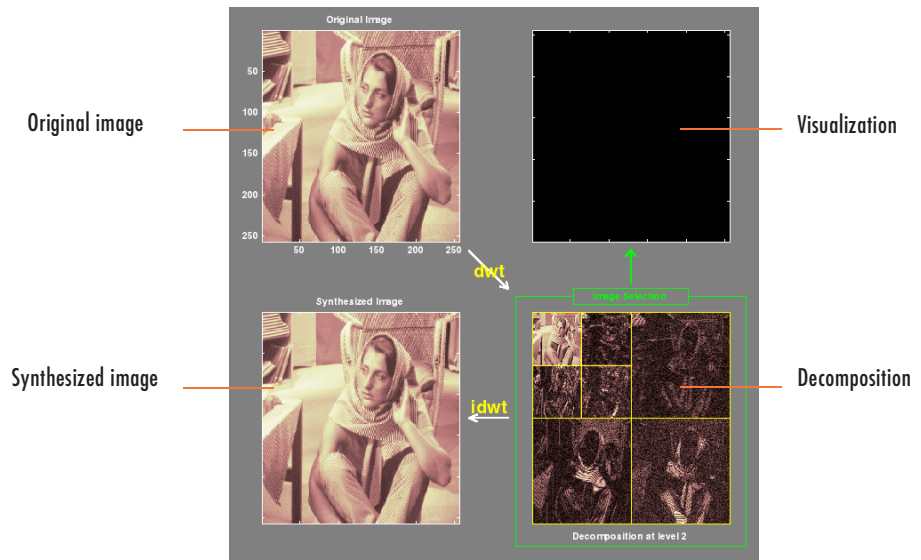 Original Image
50
100
150
200
250
50 100 150 200 250
Original image
Visualization
dwt
Image Selection
Synthesized Image
Synthesized image
idwt
Decomposition
Decomposition at level 2